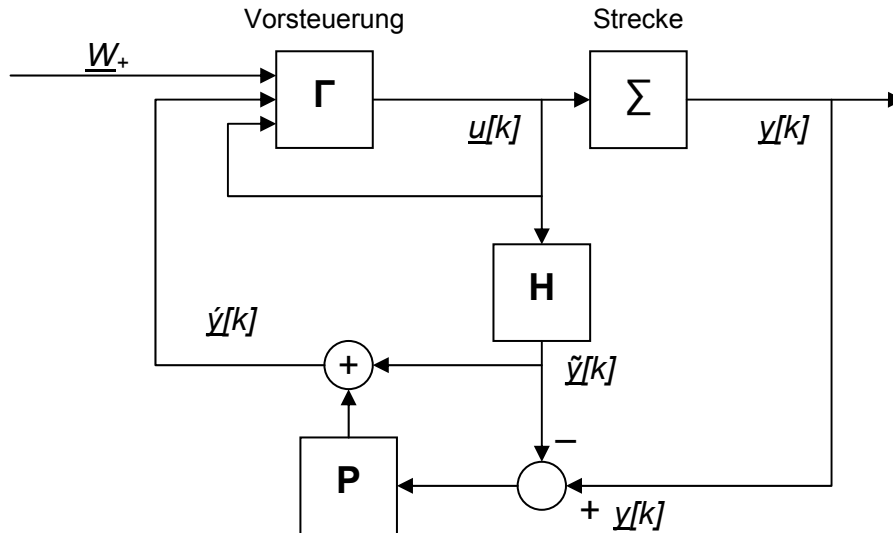 Vorsteuerung
Strecke
W₊
Γ
∑
u[k]
y[k]
H
ý[k]
+
ỹ[k]
−
P
+ y[k]